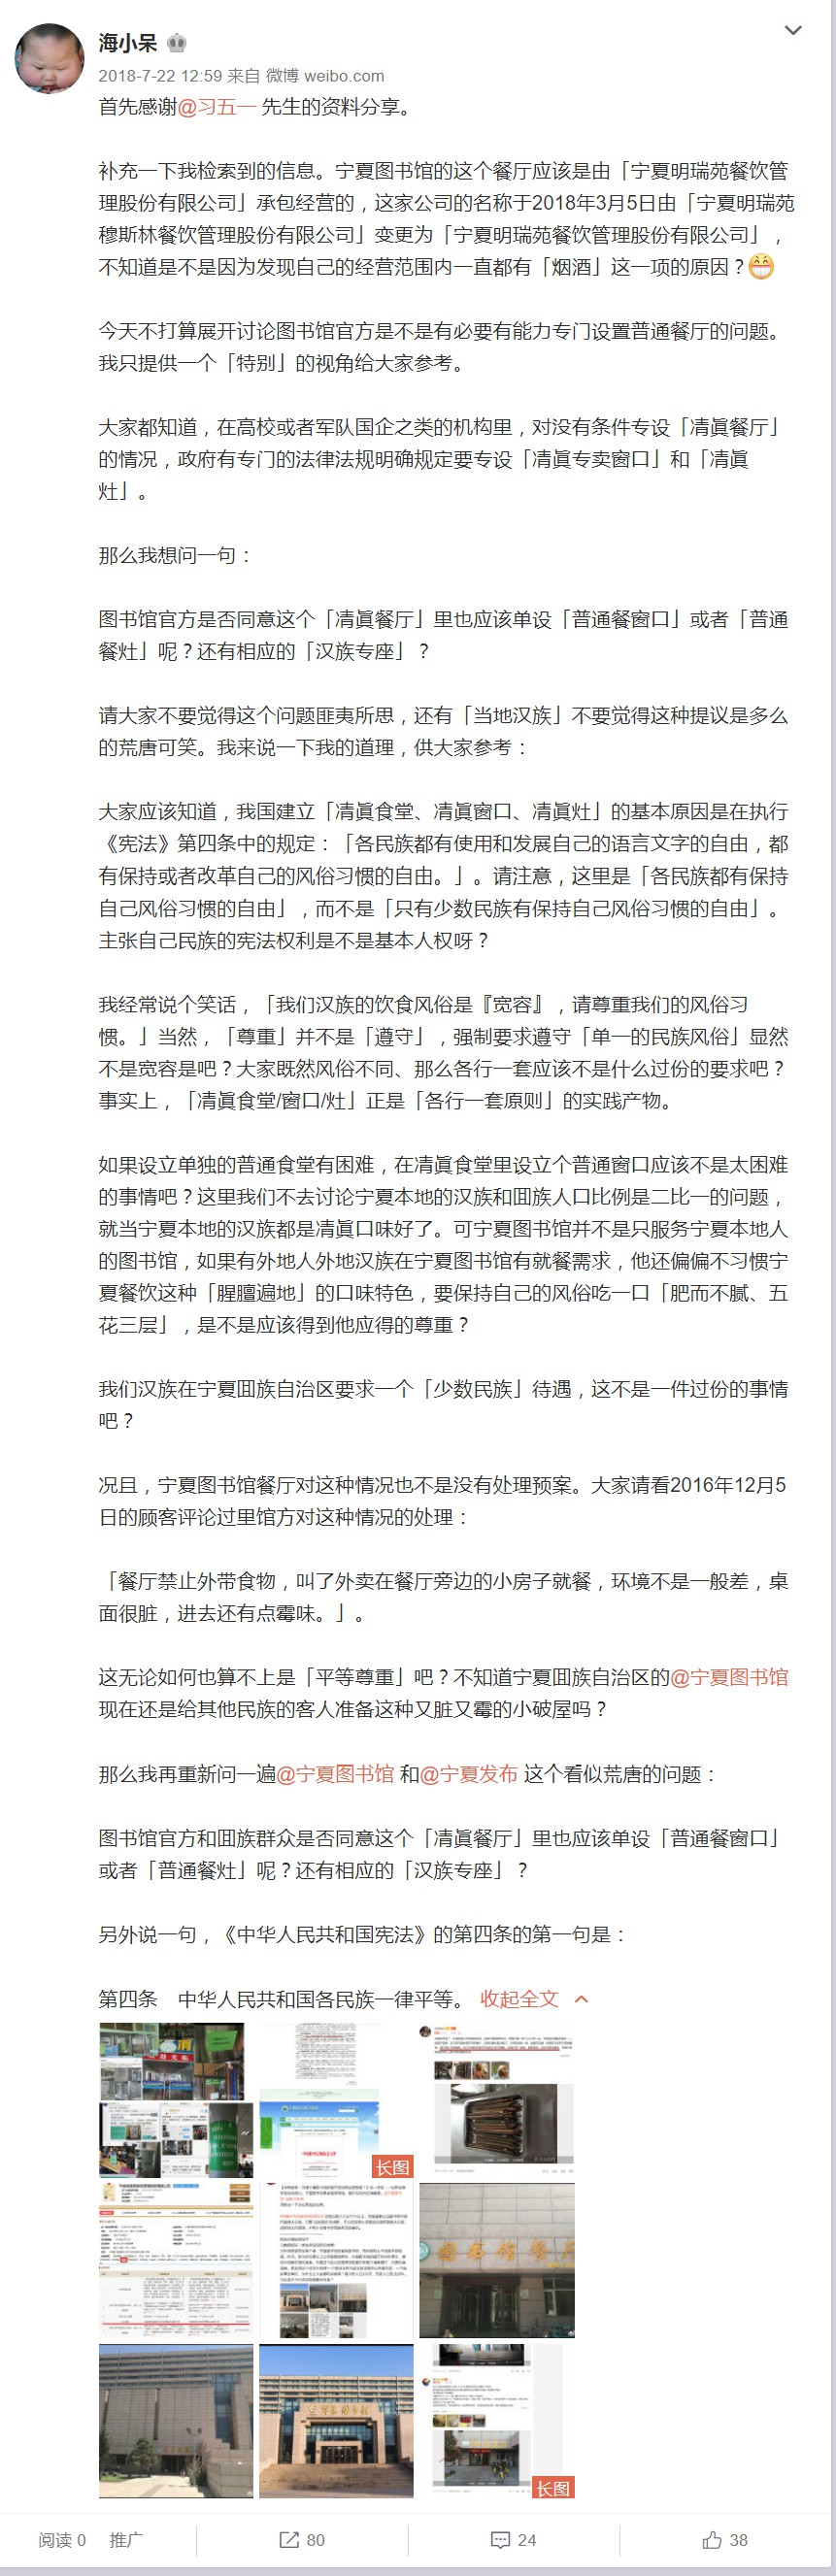 海小呆
2018-7-22 12:59 来自 微博 weibo.com
首先感谢@习五一 先生的资料分享。
补充一下我检索到的信息。宁夏图书馆的这个餐厅应该是由「宁夏明瑞苑餐饮管
理股份有限公司」承包经营的，这家公司的名称于2018年3月5日由「宁夏明瑞苑
穆斯林餐饮管理股份有限公司」变更为「宁夏明瑞苑餐饮管理股份有限公司」，
不知道是不是因为发现自己的经营范围内一直都有「烟酒」这一项的原因？
今天不打算展开讨论图书馆官方是不是有必要有能力专门设置普通餐厅的问题。
我只提供一个「特别」的视角给大家参考。
大家都知道，在高校或者军队国企之类的机构里，对没有条件专设「凊眞餐厅」
的情况，政府有专门的法律法规明确规定要专设「凊眞专卖窗口」和「凊眞
灶」。
那么我想问一句：
图书馆官方是否同意这个「凊眞餐厅」里也应该单设「普通餐窗口」或者「普通
餐灶」呢？还有相应的「汉族专座」？
请大家不要觉得这个问题匪夷所思，还有「当地汉族」不要觉得这种提议是多么
的荒唐可笑。我来说一下我的道理，供大家参考：
大家应该知道，我国建立「凊眞食堂、凊眞窗口、凊眞灶」的基本原因是在执行
《宪法》第四条中的规定：「各民族都有使用和发展自己的语言文字的自由，都
有保持或者改革自己的风俗习惯的自由。」。请注意，这里是「各民族都有保持
自己风俗习惯的自由」，而不是「只有少数民族有保持自己风俗习惯的自由」。
主张自己民族的宪法权利是不是基本人权呀？
我经常说个笑话，「我们汉族的饮食风俗是『宽容』，请尊重我们的风俗习
惯。」当然，「尊重」并不是「遵守」，强制要求遵守「单一的民族风俗」显然
不是宽容是吧？大家既然风俗不同、那么各行一套应该不是什么过份的要求吧？
事实上，「凊眞食堂/窗口/灶」正是「各行一套原则」的实践产物。
如果设立单独的普通食堂有困难，在凊眞食堂里设立个普通窗口应该不是太困难
的事情吧？这里我们不去讨论宁夏本地的汉族和囬族人口比例是二比一的问题，
就当宁夏本地的汉族都是凊眞口味好了。可宁夏图书馆并不是只服务宁夏本地人
的图书馆，如果有外地人外地汉族在宁夏图书馆有就餐需求，他还偏偏不习惯宁
夏餐饮这种「腥膻遍地」的口味特色，要保持自己的风俗吃一口「肥而不腻、五
花三层」，是不是应该得到他应得的尊重？
我们汉族在宁夏囬族自治区要求一个「少数民族」待遇，这不是一件过份的事情
吧？
况且，宁夏图书馆餐厅对这种情况也不是没有处理预案。大家请看2016年12月5
日的顾客评论过里馆方对这种情况的处理：
「餐厅禁止外带食物，叫了外卖在餐厅旁边的小房子就餐，环境不是一般差，桌
面很脏，进去还有点霉味。」。
这无论如何也算不上是「平等尊重」吧？不知道宁夏囬族自治区的@宁夏图书馆
现在还是给其他民族的客人准备这种又脏又霉的小破屋吗？
那么我再重新问一遍@宁夏图书馆 和@宁夏发布 这个看似荒唐的问题：
图书馆官方和囬族群众是否同意这个「凊眞餐厅」里也应该单设「普通餐窗口」
或者「普通餐灶」呢？还有相应的「汉族专座」？
另外说一句，《中华人民共和国宪法》的第四条的第一句是：
第四条　中华人民共和国各民族一律平等。 收起全文
长图
长图
阅读 0 推广 80 24 38